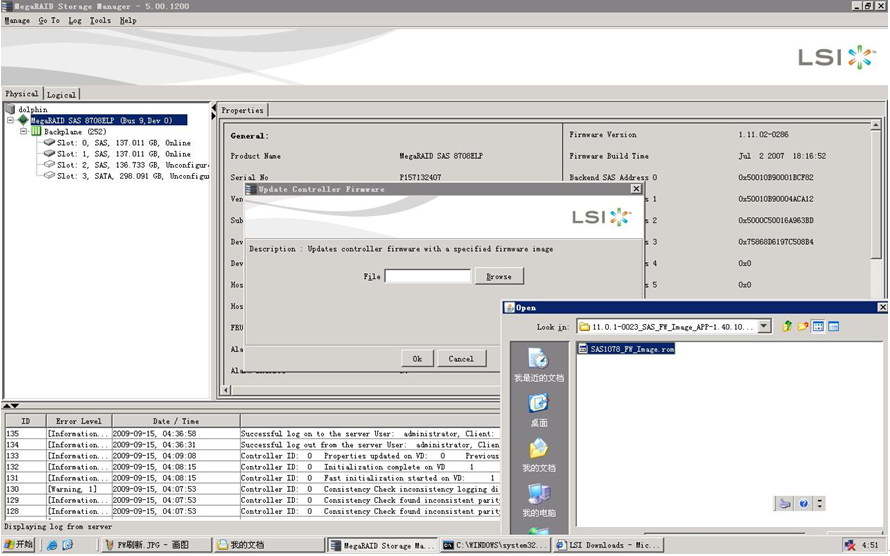 MegaRAID Storage Manager - 5.00.1200
Manage Go To Log Tools Help
LSI
Physical Logical
dolphin
MegaRAID SAS 8708ELP (Bus 9,Dev 0)
Backplane (252)
Slot: 0, SAS, 137.011 GB, Online
Slot: 1, SAS, 137.011 GB, Online
Slot: 2, SAS, 136.733 GB, Unconfigur
Slot: 3, SATA, 298.091 GB, Unconfigu
Properties
General:
Product Name MegaRAID SAS 8708ELP
Serial No P157132407
Ven
Sub
Dev
Dev
Hos
Hos
FRU
Ala
Firmware Version 1.11.02-0286
Firmware Build Time Jul 2 2007 18:16:52
Backend SAS Address 0 0x50010B90001BCF82
s 1 0x50010B90004ACA12
s 2 0x5000C50016A963BD
s 3 0x75868D6197C508B4
s 4 0x0
s 5 0x0
Update Controller Firmware
LSI
Description : Updates controller firmware with a specified firmware image
File Browse
Ok Cancel
Open
Look in: 11.0.1-0023_SAS_FW_Image_APP-1.40.10...
SAS1078_FW_Image.rom
我最近的文档
桌面
我的文档
我的电脑
ID Error Level Date / Time
135 [Information... 2009-09-15, 04:36:58 Successful log on to the server User: administrator, Client:
134 [Information... 2009-09-15, 04:36:31 Successful log out from the server User: administrator, Client
133 [Information... 2009-09-15, 04:09:08 Controller ID: 0 Properties updated on VD: 0 Previous
132 [Information... 2009-09-15, 04:08:15 Controller ID: 0 Initialization complete on VD 1
131 [Information... 2009-09-15, 04:08:15 Controller ID: 0 Fast initialization started on VD: 1
130 [Warning, 1] 2009-09-15, 04:07:53 Controller ID: 0 Consistency Check inconsistency logging di
129 [Information... 2009-09-15, 04:07:53 Controller ID: 0 Consistency Check found inconsistent parit
128 [Information... 2009-09-15, 04:07:53 Controller ID: 0 Consistency Check found inconsistent parit
Displaying log from server
开始 FW刷新.JPG - 画图 我的文档 MegaRAID Storage Ma... C:\WINDOWS\system32... LSI Downloads - Mic... 4:51